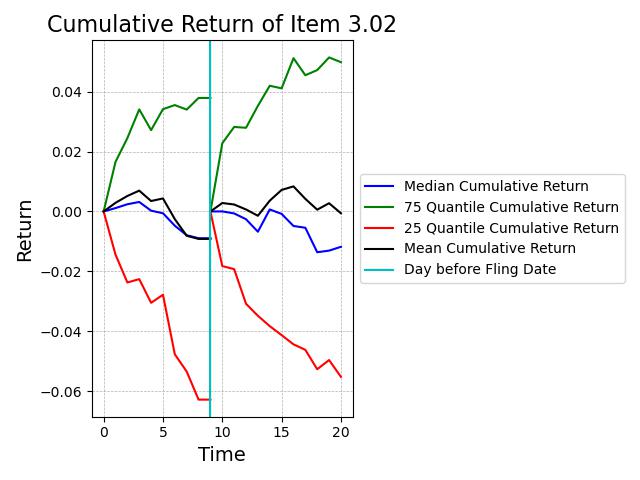 Cumulative Return of Item 3.02
Return
0.04
0.02
0.00
−0.02
−0.04
−0.06
0
5
10
15
20
Time
Median Cumulative Return
75 Quantile Cumulative Return
25 Quantile Cumulative Return
Mean Cumulative Return
Day before Fling Date